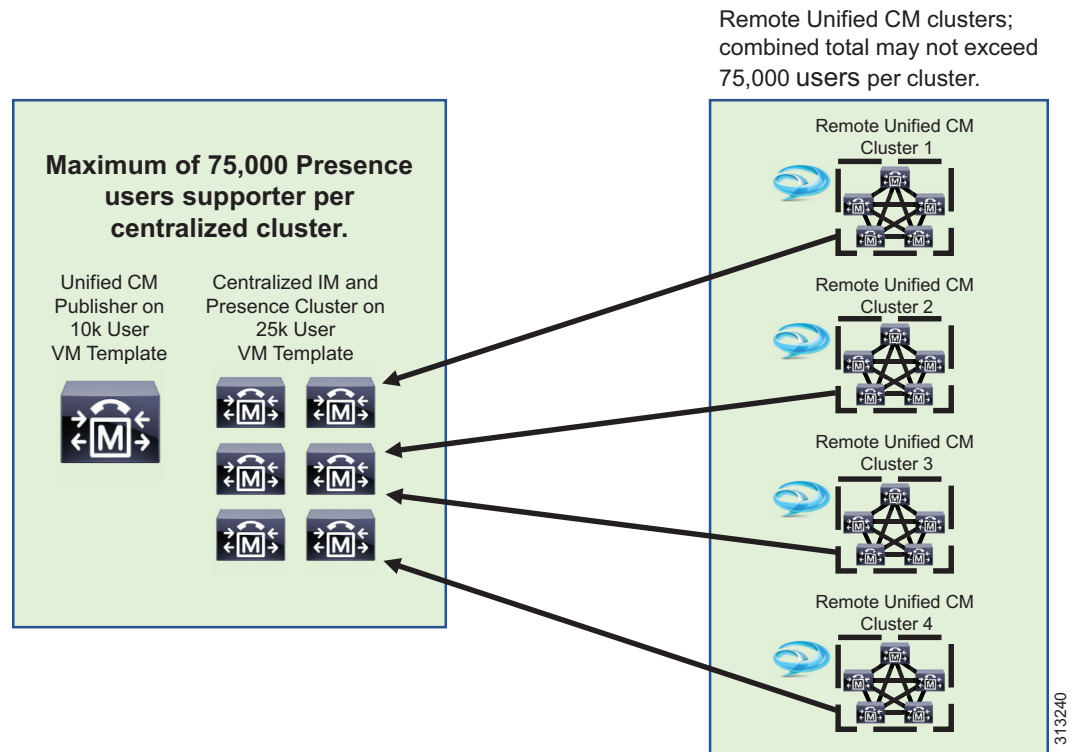 Remote Unified CM clusters;
combined total may not exceed
75,000 users per cluster.
Maximum of 75,000 Presence
users supporter per
centralized cluster.
Unified CM
Publisher on
10k User
VM Template
Centralized IM and
Presence Cluster on
25k User
VM Template
M
M
M
M
M
M
M
Remote Unified CM
Cluster 1
M
M
M
M
M
Remote Unified CM
Cluster 2
M
M
M
M
M
Remote Unified CM
Cluster 3
M
M
M
M
M
Remote Unified CM
Cluster 4
M
M
M
M
M
313240